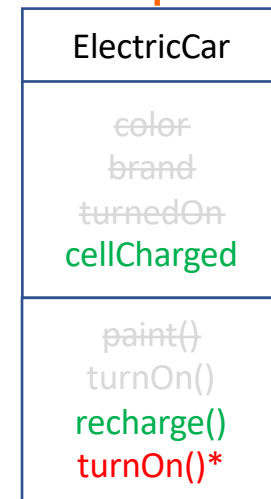 ElectricCar
color
brand
turnedOn
cellCharged
paint()
turnOn()
recharge()
turnOn()*